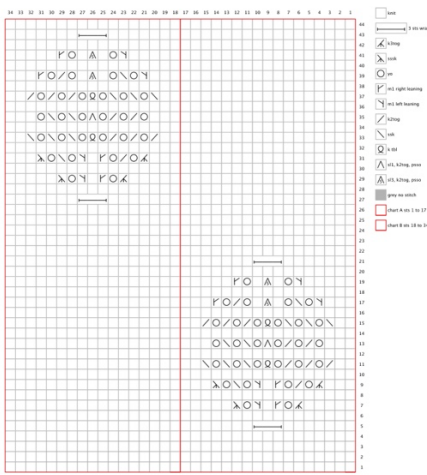 34 33 32 31 30 29 28 27 26 25 24 23 22 21 20 19 18 17 16 15 14 13 12 11 10 9 8 7 6 5 4 3 2 1
44
43
42
41
40
39
38
37
36
35
34
33
32
31
30
29
28
27
26
25
24
23
22
21
20
19
18
17
16
15
14
13
12
11
10
9
8
7
6
5
4
3
2
1
knit
3 sts wra
k3tog
sssk
yo
m1 right leaning
m1 left leaning
k2tog
ssk
k tbl
sl1, k2tog, psso
sl3, k2tog, psso
grey no stitch
chart A sts 1 to 17
chart B sts 18 to 3